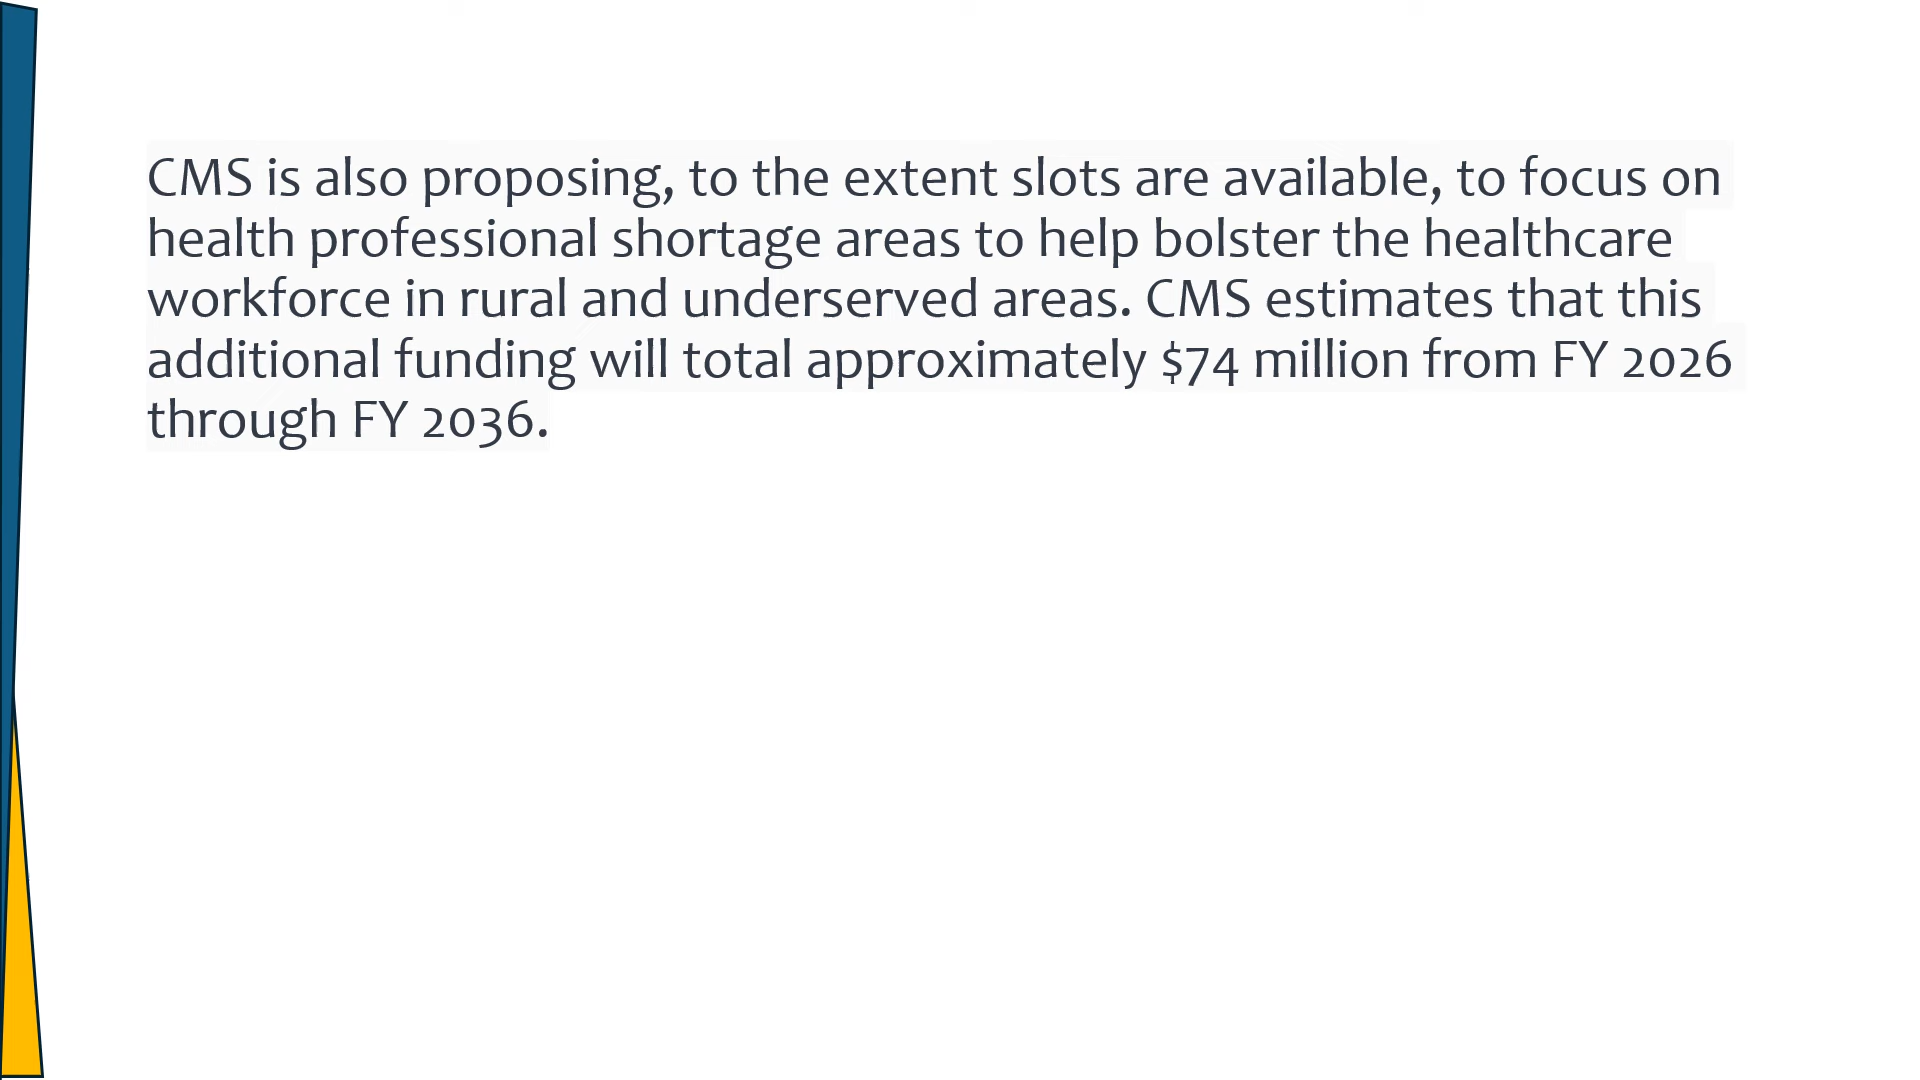 CMS is also proposing, to the extent slots are available, to focus on
health professional shortage areas to help bolster the healthcare
workforce in rural and underserved areas. CMS estimates that this
additional funding will total approximately $74 million from FY 2026
through FY 2036.